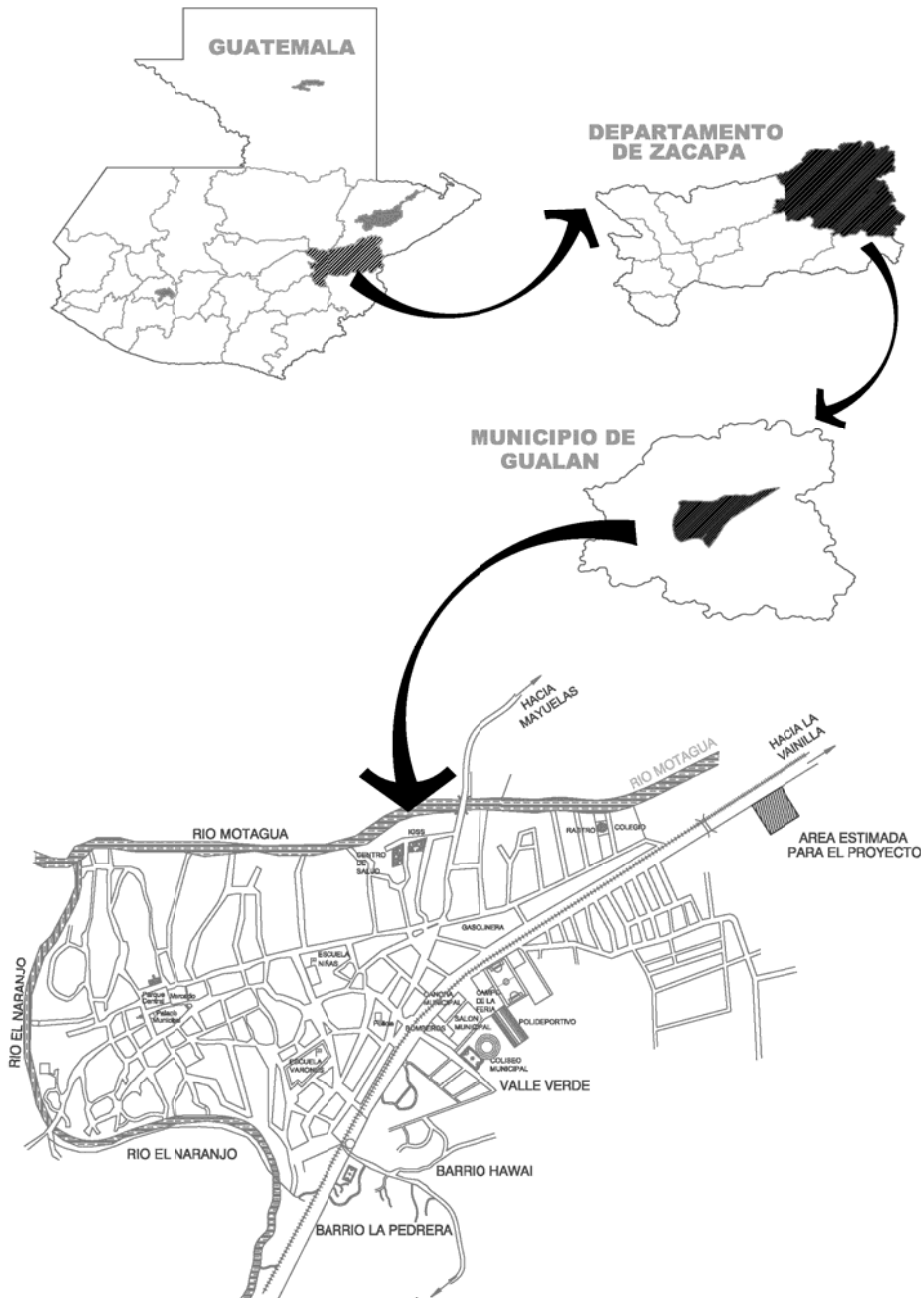 GUATEMALA
DEPARTAMENTO
DE ZACAPA
MUNICIPIO DE
GUALAN
HACIA
MAYUELAS
HACIA LA
VAINILLA
RIO MOTAGUA
RIO MOTAGUA
AREA ESTIMADA
PARA EL PROYECTO
IGSS
CENTRO
DE
SALUD
RASTRO
COLEGIO
GASOLINERA
ESCUELA
NIÑAS
RIO EL NARANJO
Parque
Central
Mercado
Palacio
Municipal
CANCHA
MUNICIPAL
CAMPO
DE LA
FERIA
SALON
MUNICIPAL
POLIDEPORTIVO
Policia
BOMBEROS
ESCUELA
VARONES
COLISEO
MUNICIPAL
VALLE VERDE
RIO EL NARANJO
BARRIO HAWAI
BARRIO LA PEDRERA